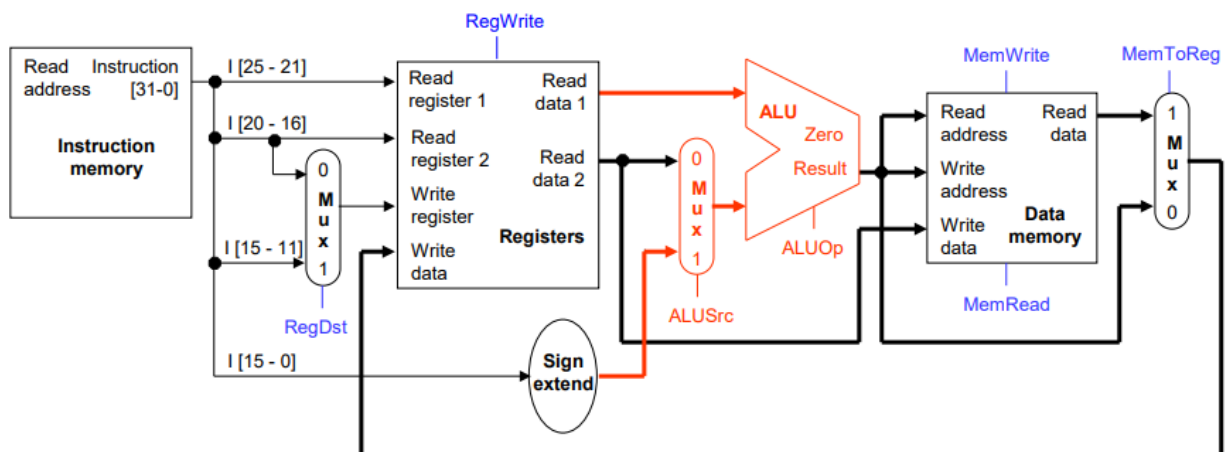 RegWrite
Read Instruction
address [31-0]
Instruction
memory
I [25 - 21]
I [20 - 16]
I [15 - 11]
I [15 - 0]
0
M
u
x
1
RegDst
Read
register 1
Read
data 1
Read
register 2
Read
data 2
Write
register
Write
data
Registers
Sign
extend
0
M
u
x
1
ALUSrc
ALU
Zero
Result
ALUOp
MemWrite
Read
address
Read
data
Write
address
Write
data
Data
memory
MemRead
MemToReg
1
M
u
x
0